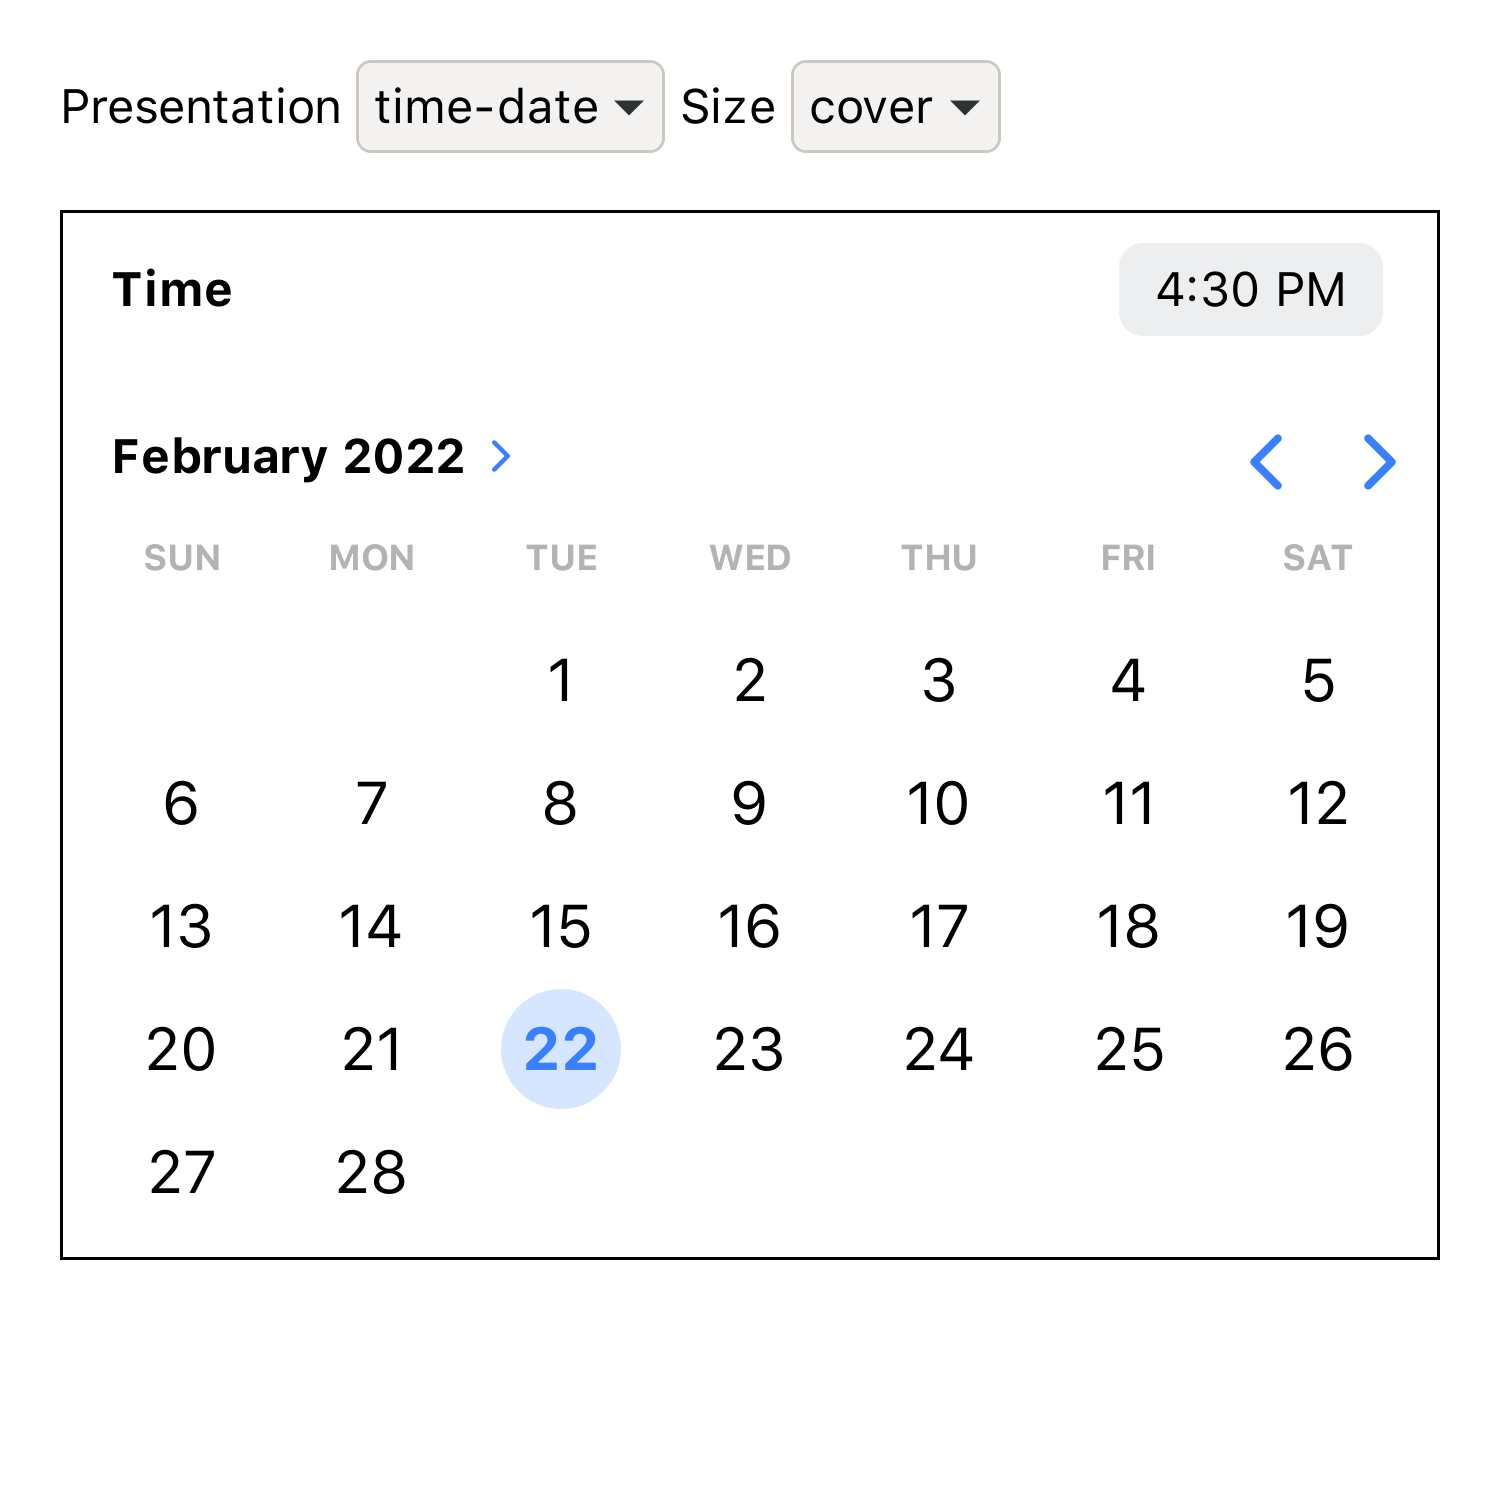 Presentation time-date Size cover
Time 4:30 PM
February 2022
SUN MON TUE WED THU FRI SAT
1 2 3 4 5
6 7 8 9 10 11 12
13 14 15 16 17 18 19
20 21 22 23 24 25 26
27 28